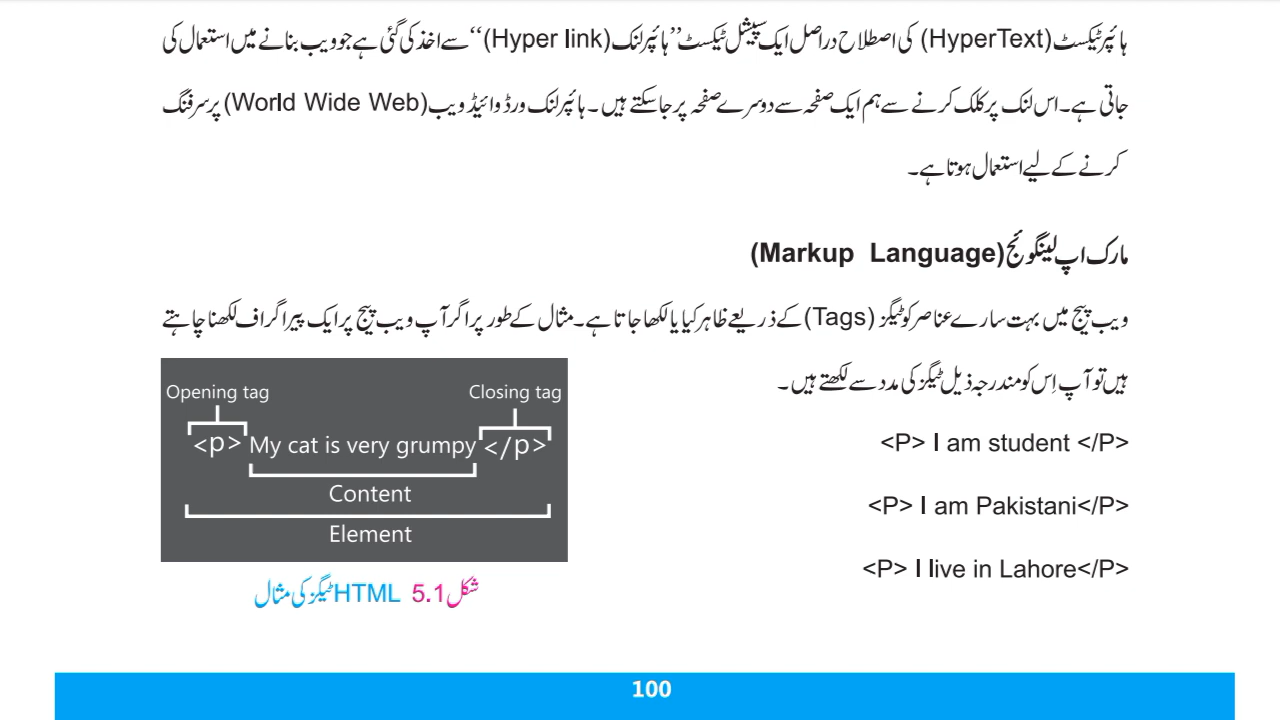 ہائپر ٹیکسٹ (HyperText) کی اصطلاح دراصل ایک سپیشل ٹیکسٹ ”ہائپر لنک (Hyper link)“ سے اخذ کی گئی ہے جو ویب بنانے میں استعمال کی
جاتی ہے۔ اس لنک پر کلک کرنے سے ہم ایک صفحہ سے دوسرے صفحہ پر جا سکتے ہیں۔ ہائپر لنک ورڈ وائیڈ ویب (World Wide Web) پر سرفنگ
کرنے کے لیے استعمال ہوتا ہے۔
مارک اپ لینگوئج (Markup Language)
ویب پیج میں بہت سارے عناصر کو ٹیگز (Tags) کے ذریعے ظاہر کیا یا لکھا جاتا ہے۔ مثال کے طور پر اگر آپ ویب پیج پر ایک پیراگراف لکھنا چاہتے
ہیں تو آپ اِس کو مندرجہ ذیل ٹیگز کی مدد سے لکھتے ہیں۔
<P> I am student </P>
<P> I am Pakistani</P>
<P> I live in Lahore</P>
Opening tag Closing tag
<p> My cat is very grumpy </p>
Content
Element
شکل 5.1 HTML ٹیگز کی مثال
100